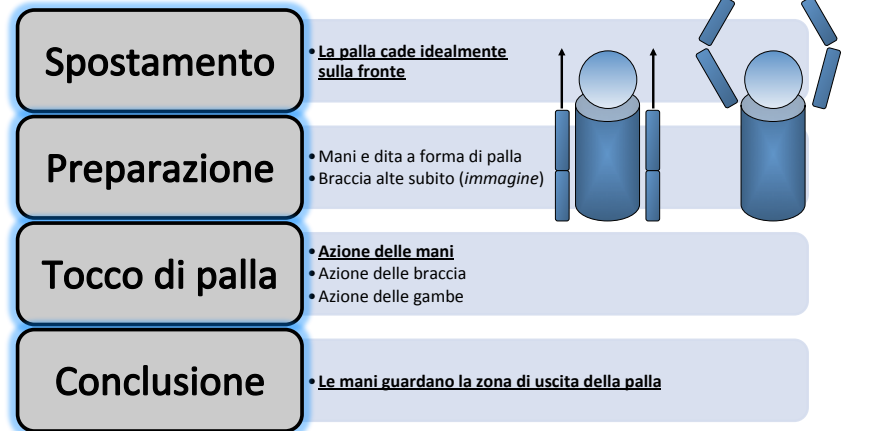 Spostamento
• La palla cade idealmente
sulla fronte
Preparazione
• Mani e dita a forma di palla
• Braccia alte subito (immagine)
Tocco di palla
• Azione delle mani
• Azione delle braccia
• Azione delle gambe
Conclusione
• Le mani guardano la zona di uscita della palla